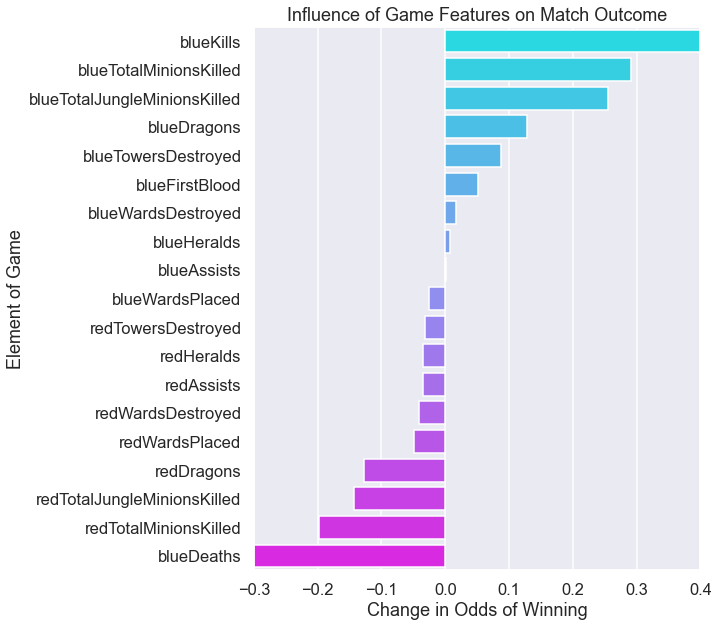 Influence of Game Features on Match Outcome
blueKills
blueTotalMinionsKilled
blueTotalJungleMinionsKilled
blueDragons
blueTowersDestroyed
blueFirstBlood
blueWardsDestroyed
blueHeralds
blueAssists
blueWardsPlaced
redTowersDestroyed
redHeralds
redAssists
redWardsDestroyed
redWardsPlaced
redDragons
redTotalJungleMinionsKilled
redTotalMinionsKilled
blueDeaths
Element of Game
−0.3 −0.2 −0.1 0.0 0.1 0.2 0.3 0.4
Change in Odds of Winning